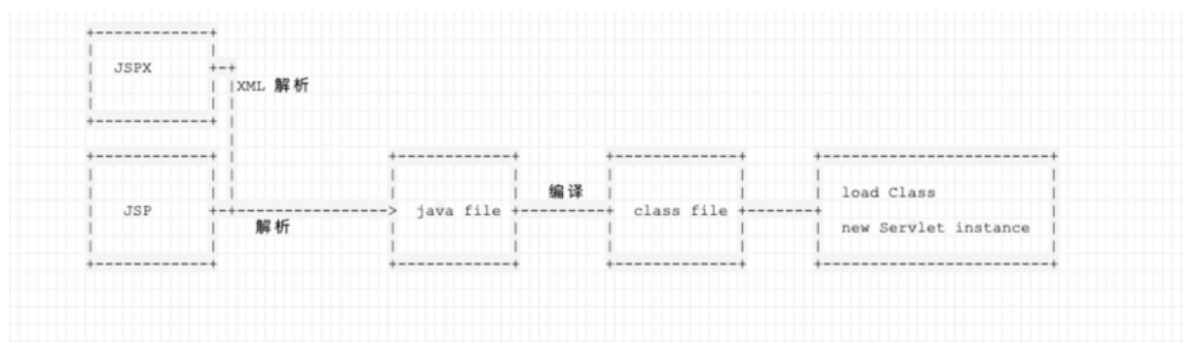 JSPX
XML 解析
编译
load Class
JSP
java file
class file
解析
new Servlet instance